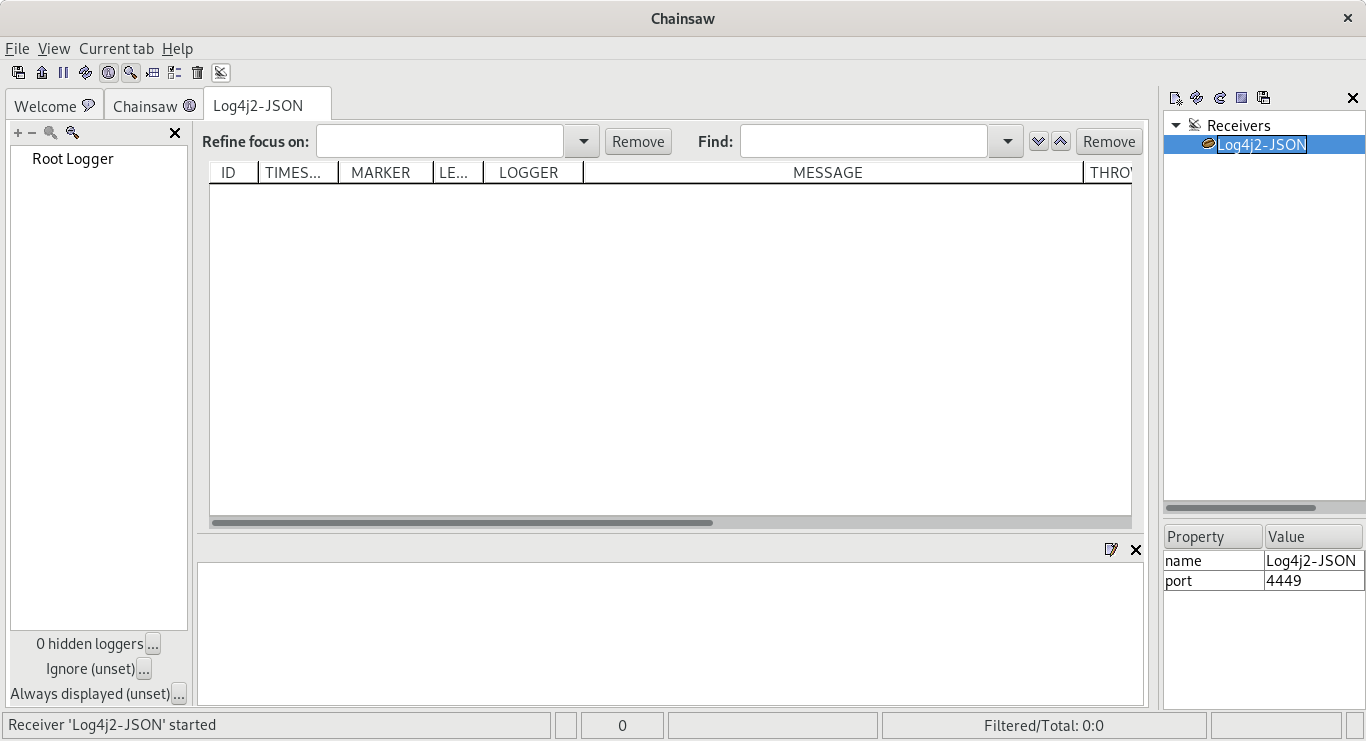 Chainsaw
File View Current tab Help
Welcome Chainsaw Log4j2-JSON
Root Logger
0 hidden loggers ...
Ignore (unset) ...
Always displayed (unset) ...
Refine focus on: Remove Find: Remove
ID TIMES... MARKER LE... LOGGER MESSAGE THRO
Receivers
Log4j2-JSON
Property Value
name Log4j2-JSON
port 4449
Receiver 'Log4j2-JSON' started 0 Filtered/Total: 0:0